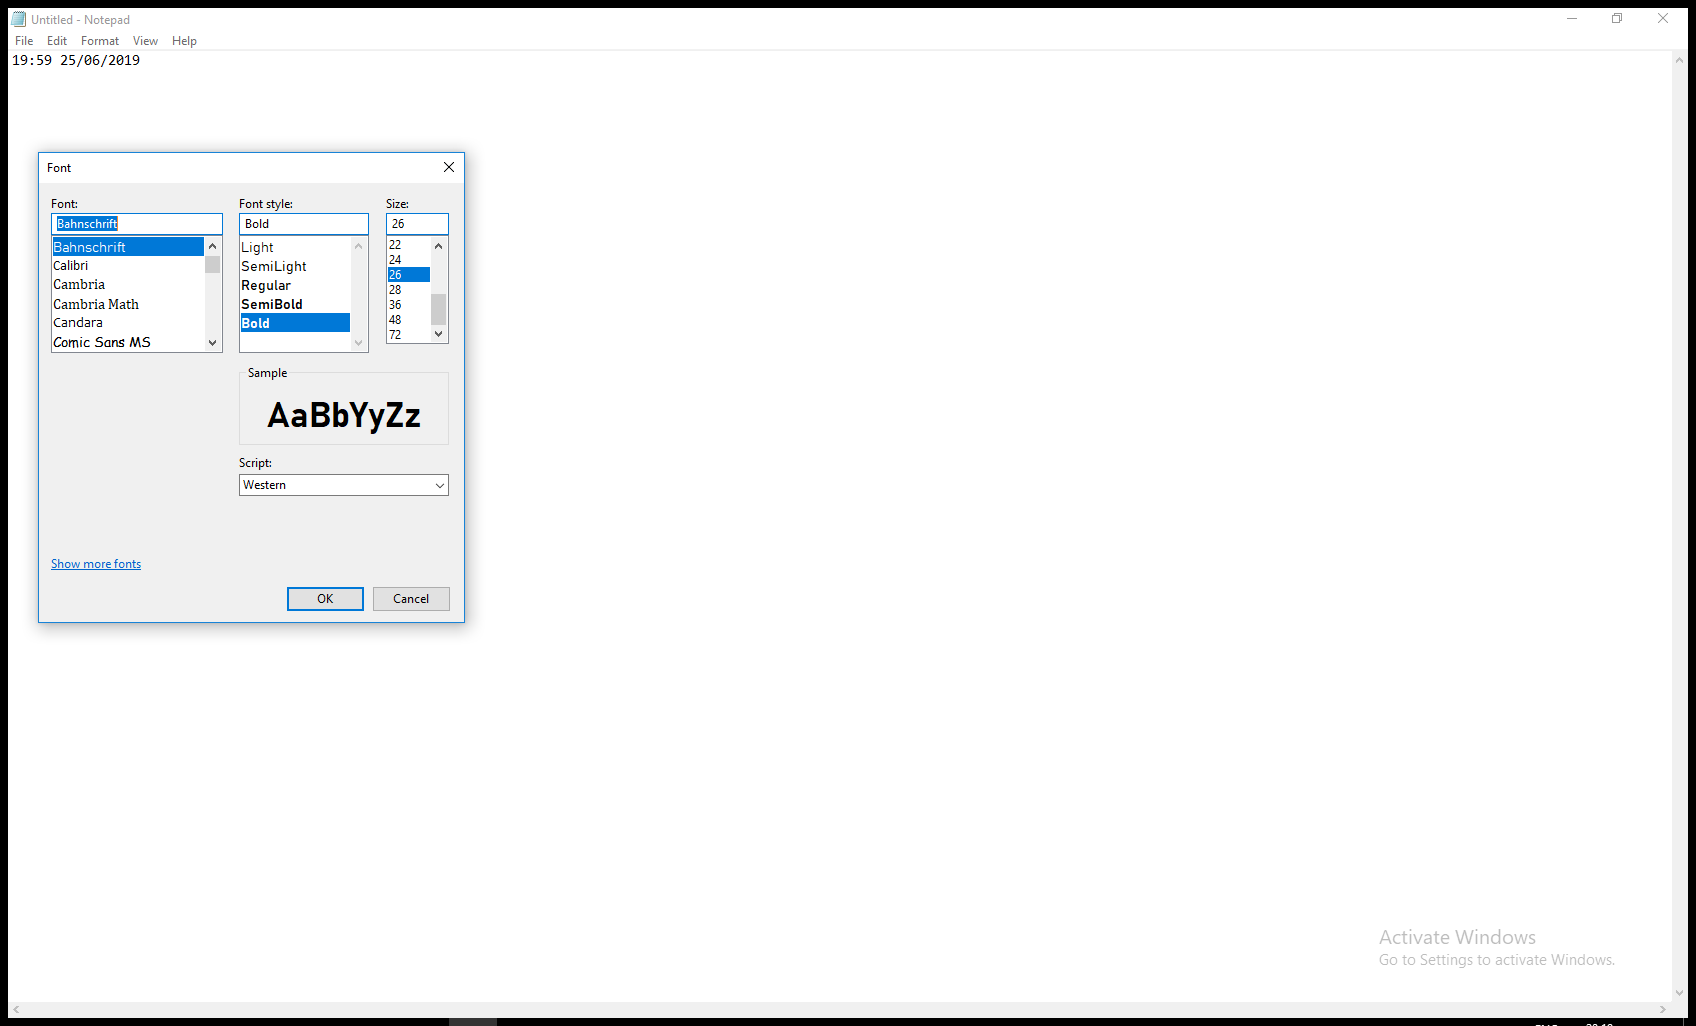 Untitled - Notepad
File Edit Format View Help
19:59 25/06/2019
Font
Font: Font style: Size:
Bahnschrift Bold 26
Bahnschrift
Calibri
Cambria
Cambria Math
Candara
Comic Sans MS
Light
SemiLight
Regular
SemiBold
Bold
22
24
26
28
36
48
72
Sample
AaBbYyZz
Script:
Western
Show more fonts
OK Cancel
Activate Windows
Go to Settings to activate Windows.